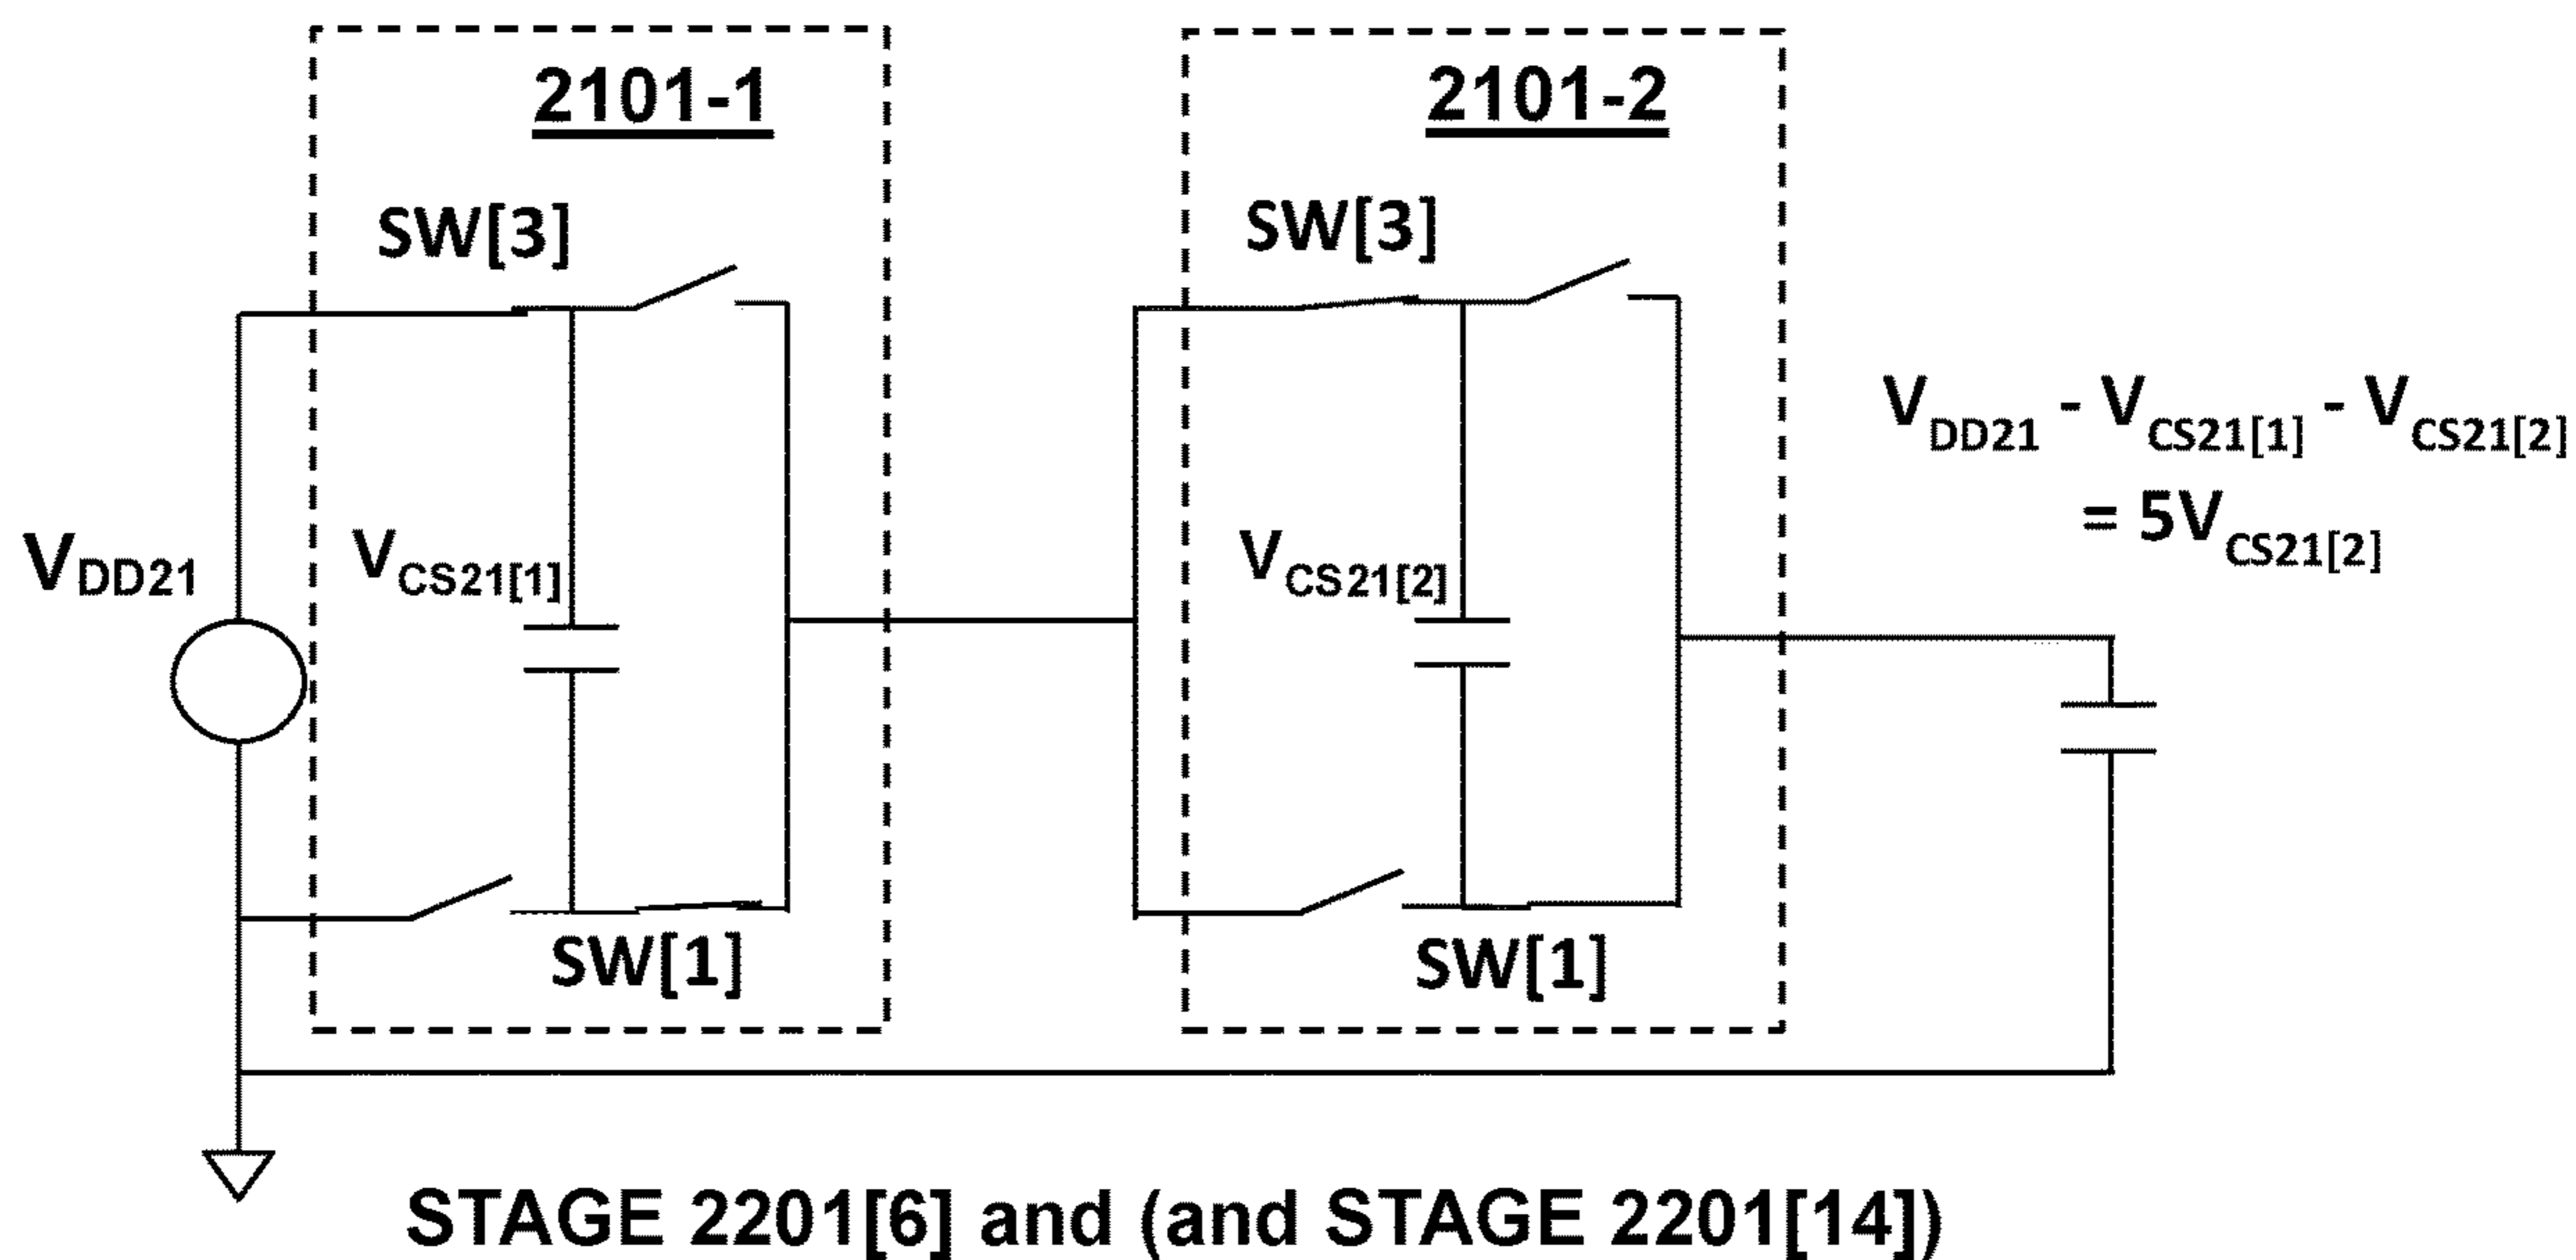 2101-1
2101-2
SW[3]
SW[3]
VDD21 - VCS21[1] - VCS21[2]
= 5VCS21[2]
VDD21
VCS21[1]
VCS21[2]
SW[1]
SW[1]
STAGE 2201[6] and (and STAGE 2201[14])